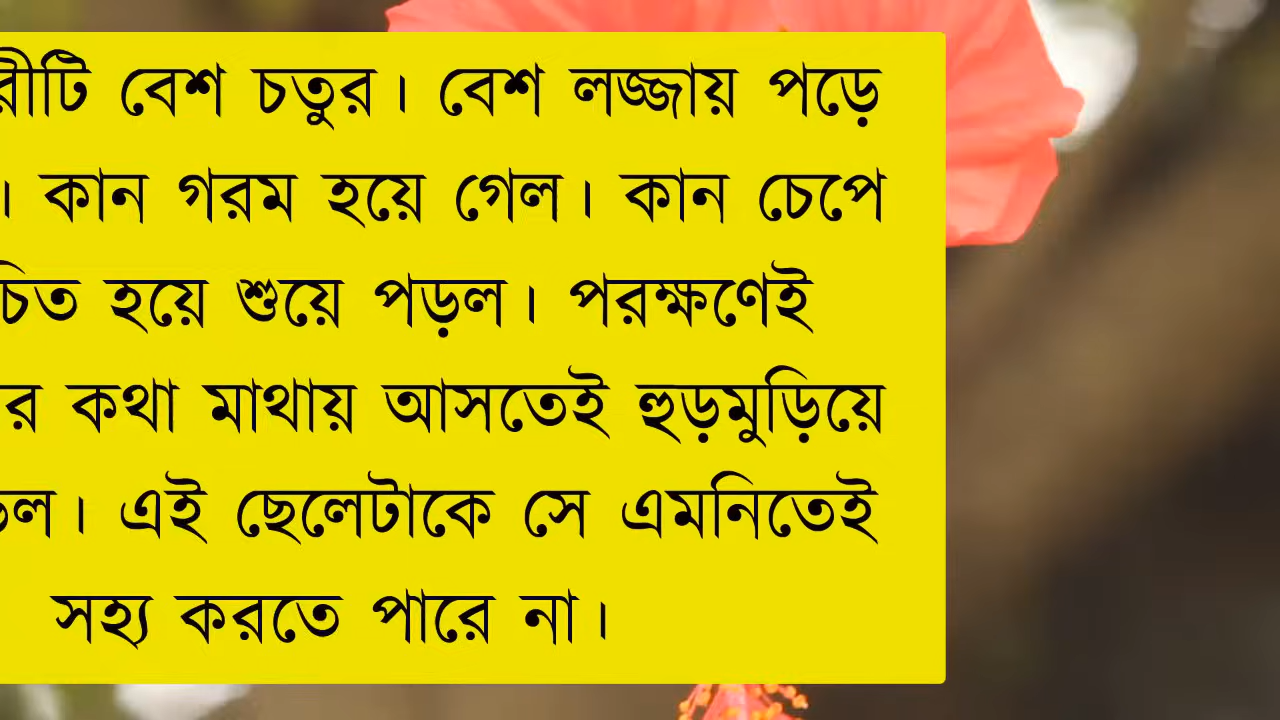 রীটি বেশ চতুর। বেশ লজ্জায় পড়ে
। কান গরম হয়ে গেল। কান চেপে
চিত হয়ে শুয়ে পড়ল। পরক্ষণেই
র কথা মাথায় আসতেই হুড়মুড়িয়ে
ল। এই ছেলেটাকে সে এমনিতেই
সহ্য করতে পারে না।